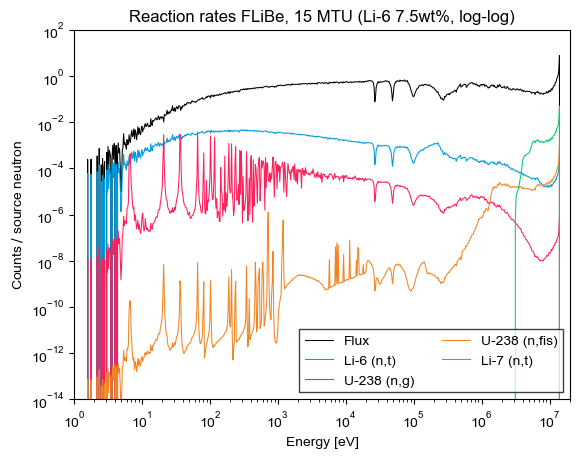 Reaction rates FLiBe, 15 MTU (Li-6 7.5wt%, log-log)
Counts / source neutron
10^2
10^0
10^-2
10^-4
10^-6
10^-8
10^-10
10^-12
10^-14
Flux
Li-6 (n,t)
U-238 (n,g)
U-238 (n,fis)
Li-7 (n,t)
10^0 10^1 10^2 10^3 10^4 10^5 10^6 10^7
Energy [eV]